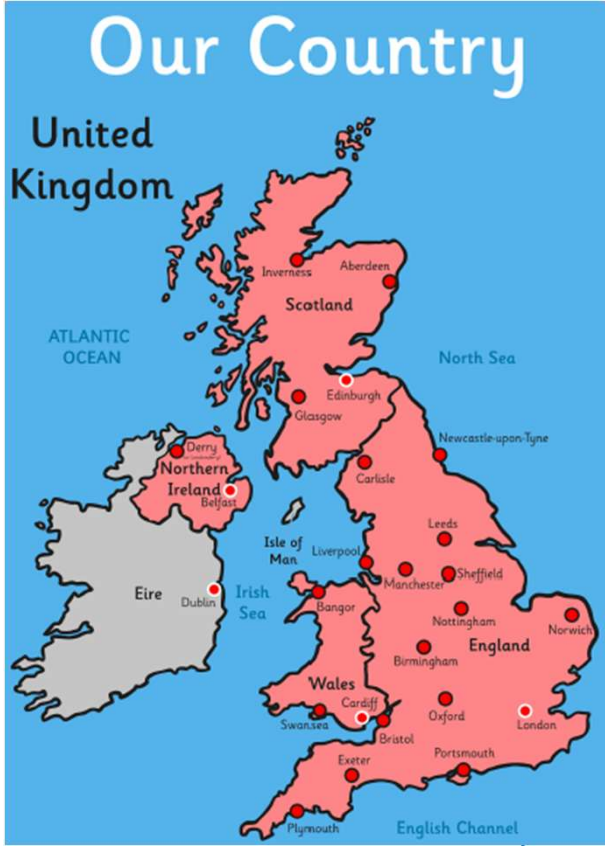 Our Country
United
Kingdom
Inverness
Aberdeen
Scotland
ATLANTIC
OCEAN
North Sea
Edinburgh
Glasgow
Newcastle-upon-Tyne
Derry
Northern
Ireland
Belfast
Carlisle
Leeds
Isle of
Man
Liverpool
Manchester
Sheffield
Eire
Dublin
Irish
Sea
Bangor
Nottingham
Norwich
England
Birmingham
Wales
Cardiff
Swansea
Bristol
Oxford
London
Exeter
Portsmouth
Plymouth
English Channel